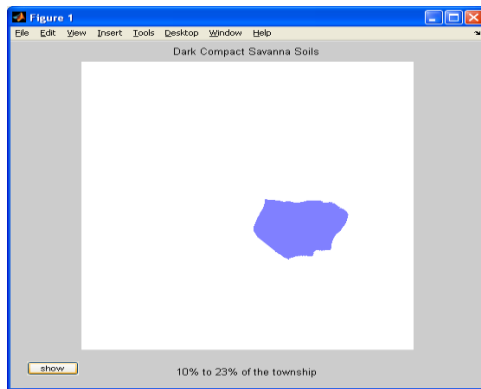 Figure 1
File Edit View Insert Tools Desktop Window Help
Dark Compact Savanna Soils
show
10% to 23% of the township